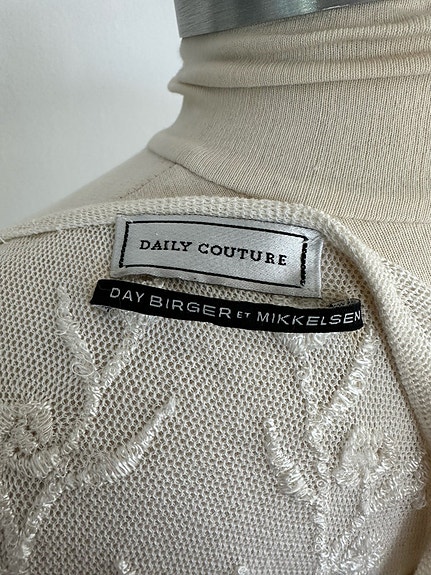 DAILY COUTURE
DAY BIRGER ET MIKKELSEN